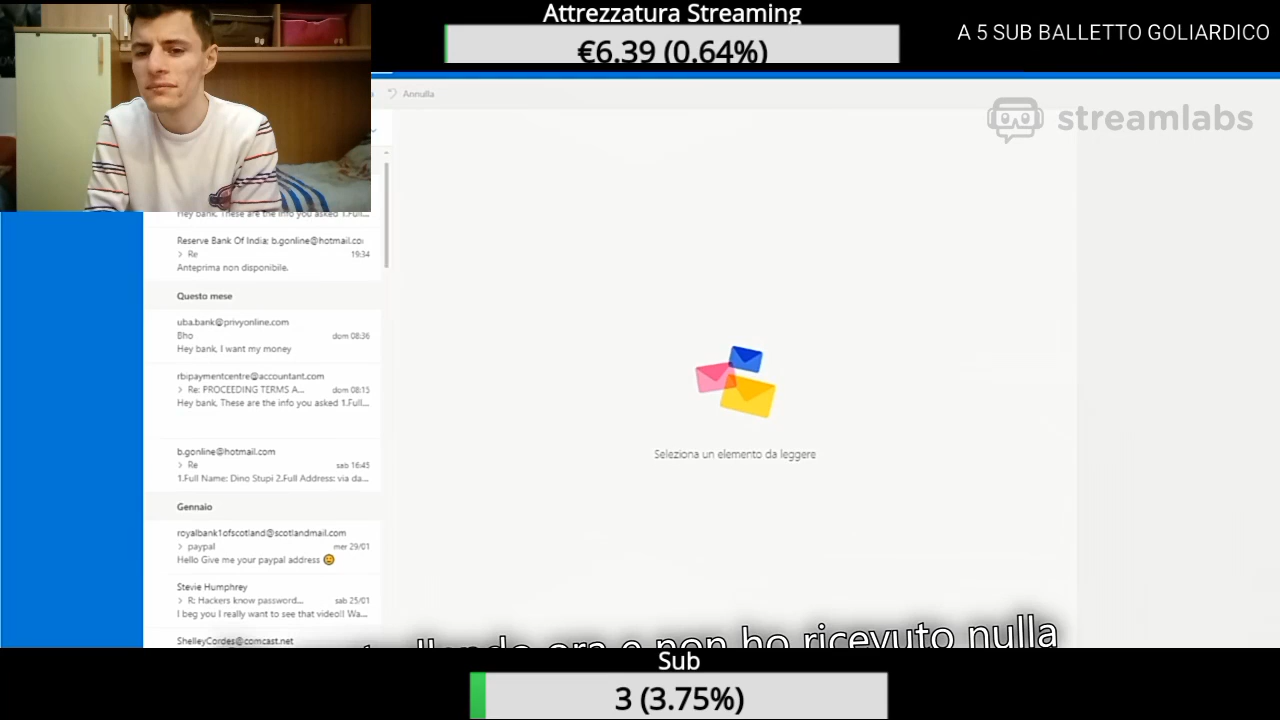 Attrezzatura Streaming
€6.39 (0.64%)
A 5 SUB BALLETTO GOLIARDICO
Annulla
streamlabs
Hey bank, These are the info you asked 1.Full...
Reserve Bank Of India; b.gonline@hotmail.co
> Re 19:34
Anteprima non disponibile.
Questo mese
uba.bank@privyonline.com
Bho dom 08:36
Hey bank, I want my money
rbipaymentcentre@accountant.com
> Re: PROCEEDING TERMS A... dom 08:15
Hey bank, These are the info you asked 1.Full...
b.gonline@hotmail.com
> Re sab 16:45
1.Full Name: Dino Stupi 2.Full Address: via da...
Seleziona un elemento da leggere
Gennaio
royalbank1ofscotland@scotlandmail.com
> paypal mer 29/01
Hello Give me your paypal address 😥
Stevie Humphrey
> R: Hackers know password... sab 25/01
I beg you I really want to see that video!! Wa...
ShelleyCordes@comcast.net
ora e non ho ricevuto nulla
Sub
3 (3.75%)